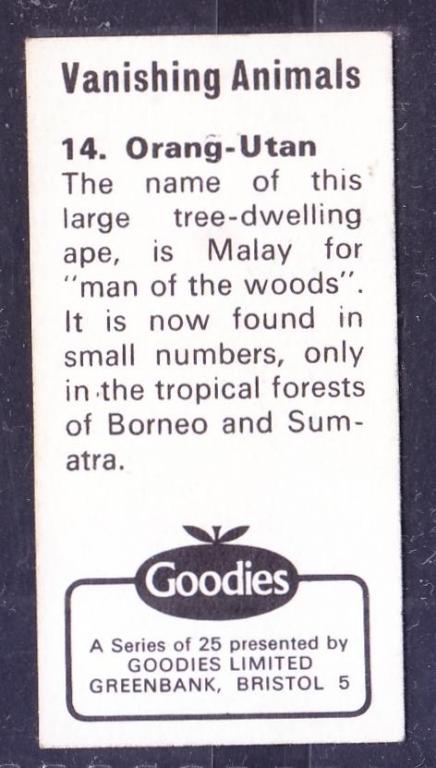 Vanishing Animals
14. Orang-Utan
The name of this
large tree-dwelling
ape, is Malay for
"man of the woods".
It is now found in
small numbers, only
in the tropical forests
of Borneo and Sum-
atra.
Goodies
A Series of 25 presented by
GOODIES LIMITED
GREENBANK, BRISTOL 5